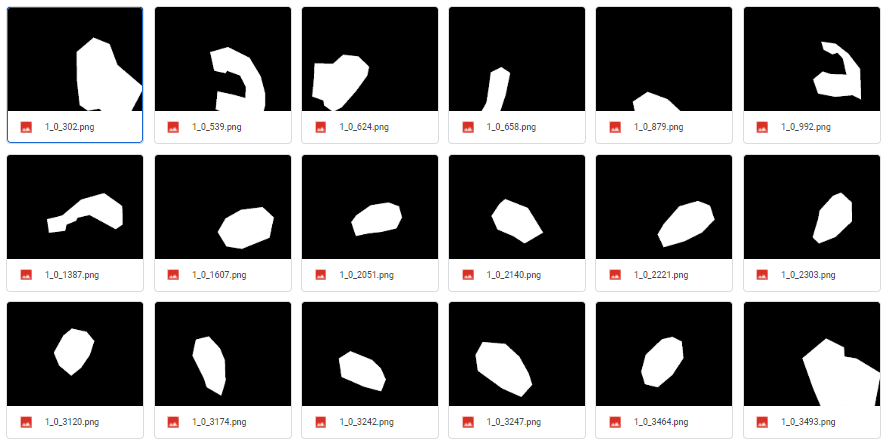 1_0_302.png
1_0_539.png
1_0_624.png
1_0_658.png
1_0_879.png
1_0_992.png
1_0_1387.png
1_0_1607.png
1_0_2051.png
1_0_2140.png
1_0_2221.png
1_0_2303.png
1_0_3120.png
1_0_3174.png
1_0_3242.png
1_0_3247.png
1_0_3464.png
1_0_3493.png